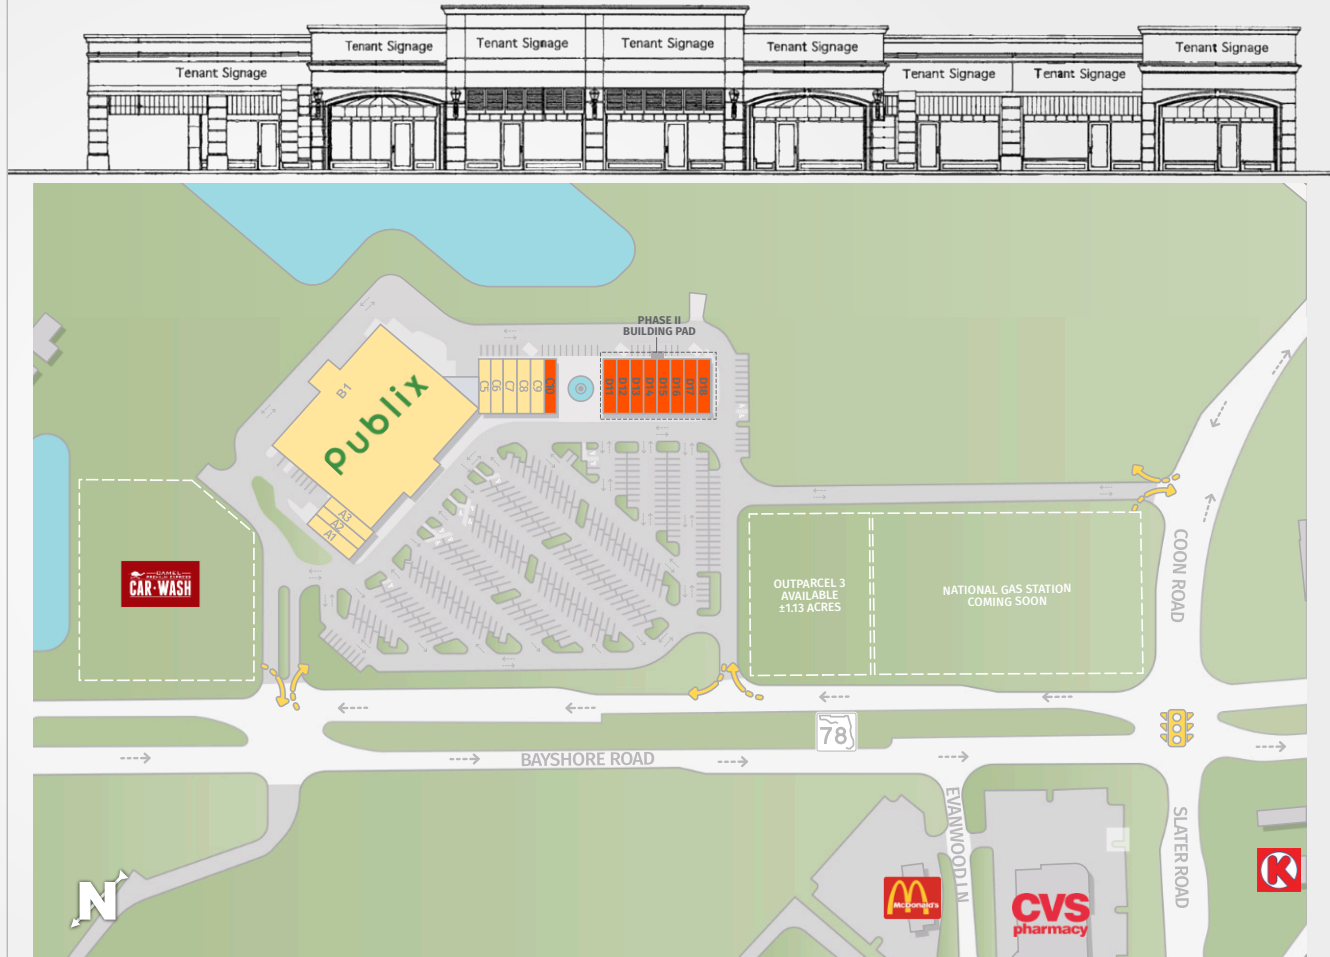 Tenant Signage
Tenant Signage
Tenant Signage
Tenant Signage
Tenant Signage
Tenant Signage
Tenant Signage
Tenant Signage
PHASE II
BUILDING PAD
B1
Publix
C5
C6
C7
C8
C9
C10
D11
D12
D13
D14
D15
D16
D17
D18
A3
A2
A1
CAMEL
PREMIUM EXPRESS
CAR·WASH
OUTPARCEL 3
AVAILABLE
±1.13 ACRES
NATIONAL GAS STATION
COMING SOON
COON ROAD
78
BAYSHORE ROAD
EVANWOOD LN
SLATER ROAD
N
McDonald's
CVS
pharmacy
K